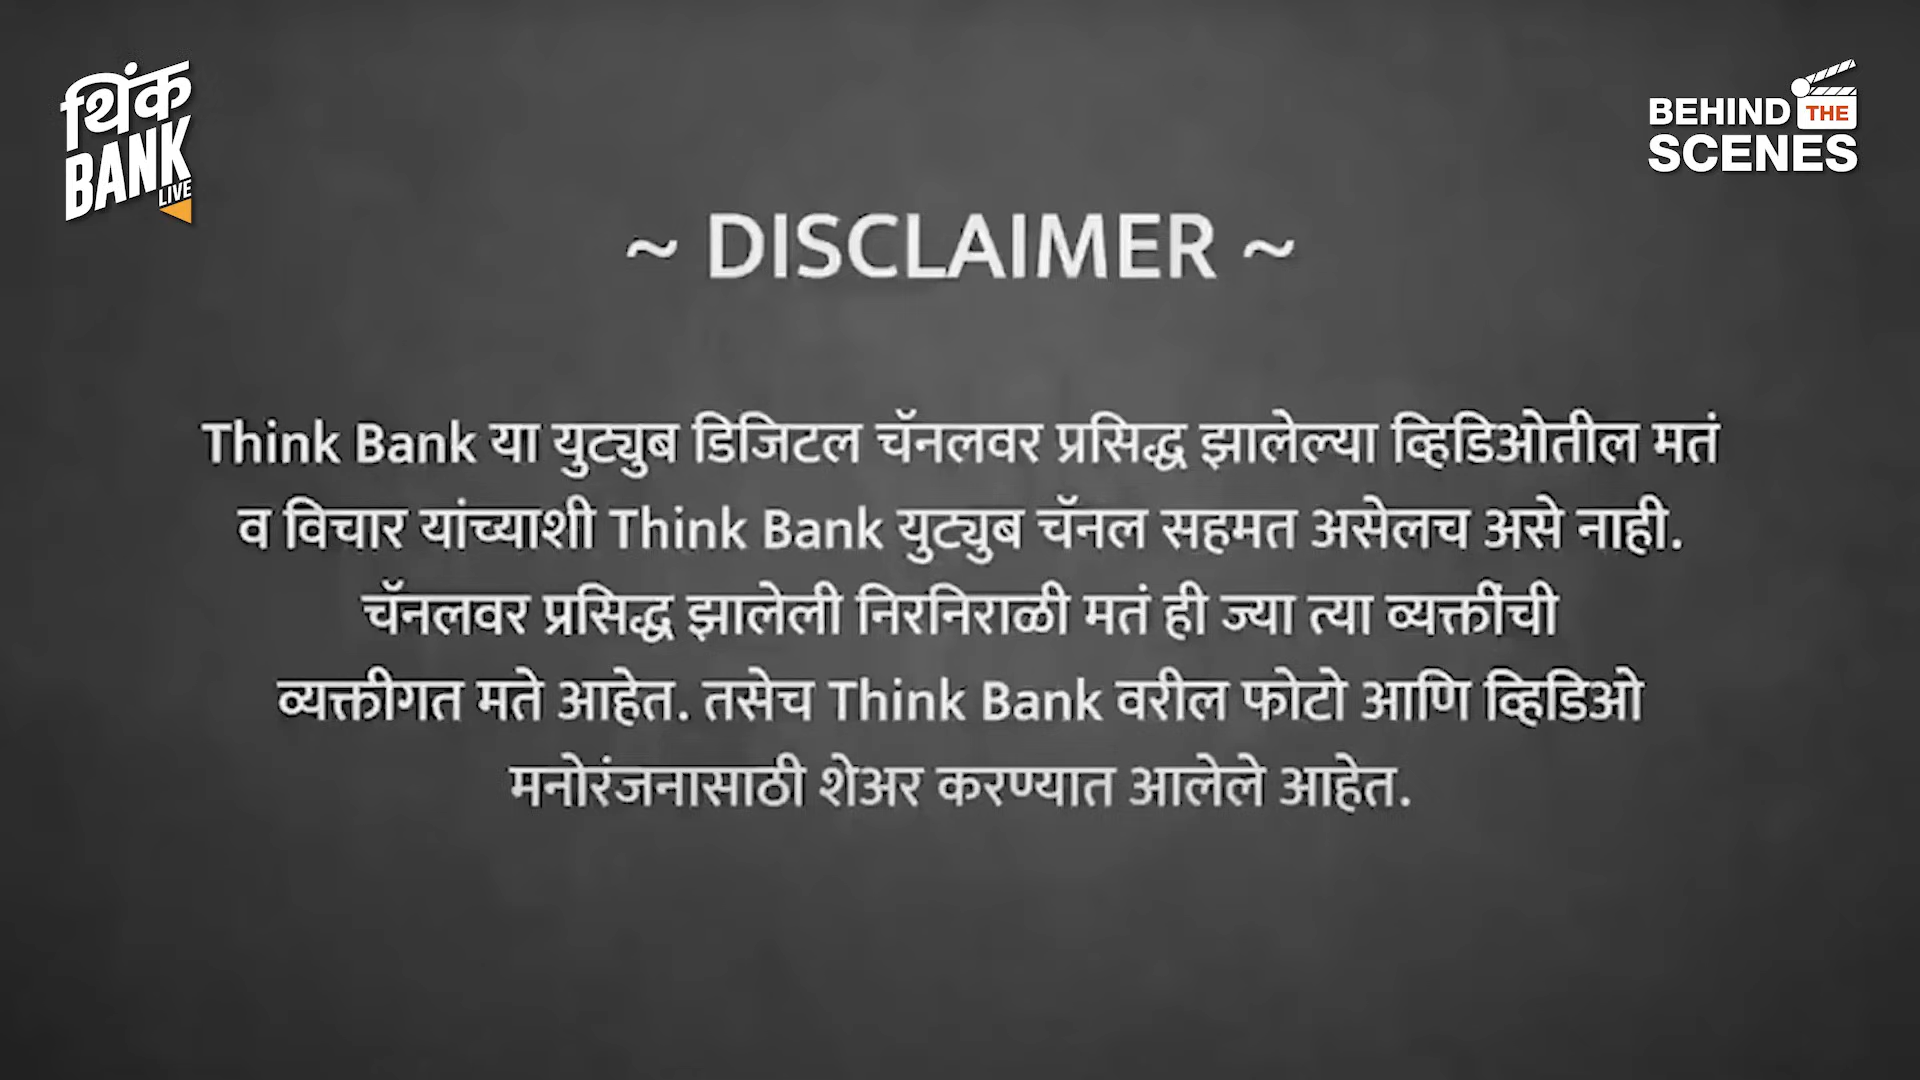 थिंक
BANK
LIVE
BEHIND THE
SCENES
~ DISCLAIMER ~
Think Bank या युट्युब डिजिटल चॅनलवर प्रसिद्ध झालेल्या व्हिडिओतील मतं
व विचार यांच्याशी Think Bank युट्युब चॅनल सहमत असेलच असे नाही.
चॅनलवर प्रसिद्ध झालेली निरनिराळी मतं ही ज्या त्या व्यक्तींची
व्यक्तीगत मते आहेत. तसेच Think Bank वरील फोटो आणि व्हिडिओ
मनोरंजनासाठी शेअर करण्यात आलेले आहेत.